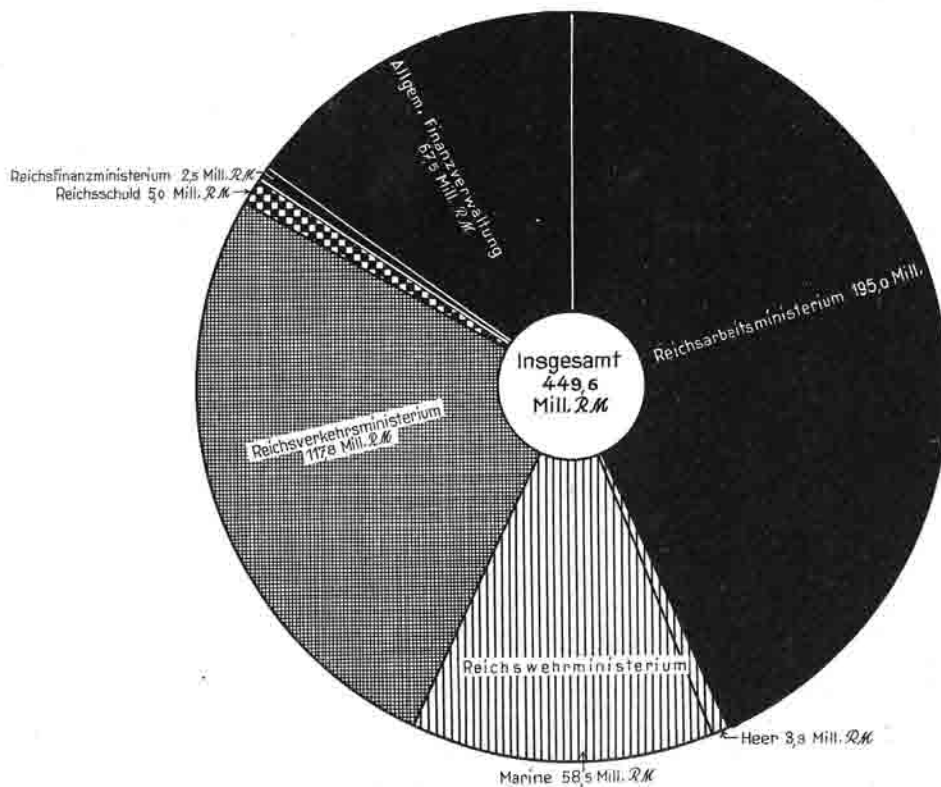 Allgem. Finanzverwaltung
67,5 Mill. RM
Reichsfinanzministerium 2,5 Mill. RM
Reichsschuld 5,0 Mill. RM
Reichsarbeitsministerium 195,0 Mill.
Insgesamt
449,6
Mill. RM
Reichsverkehrsministerium
117,8 Mill. RM
Reichswehrministerium
Heer 3,3 Mill. RM
Marine 58,5 Mill. RM